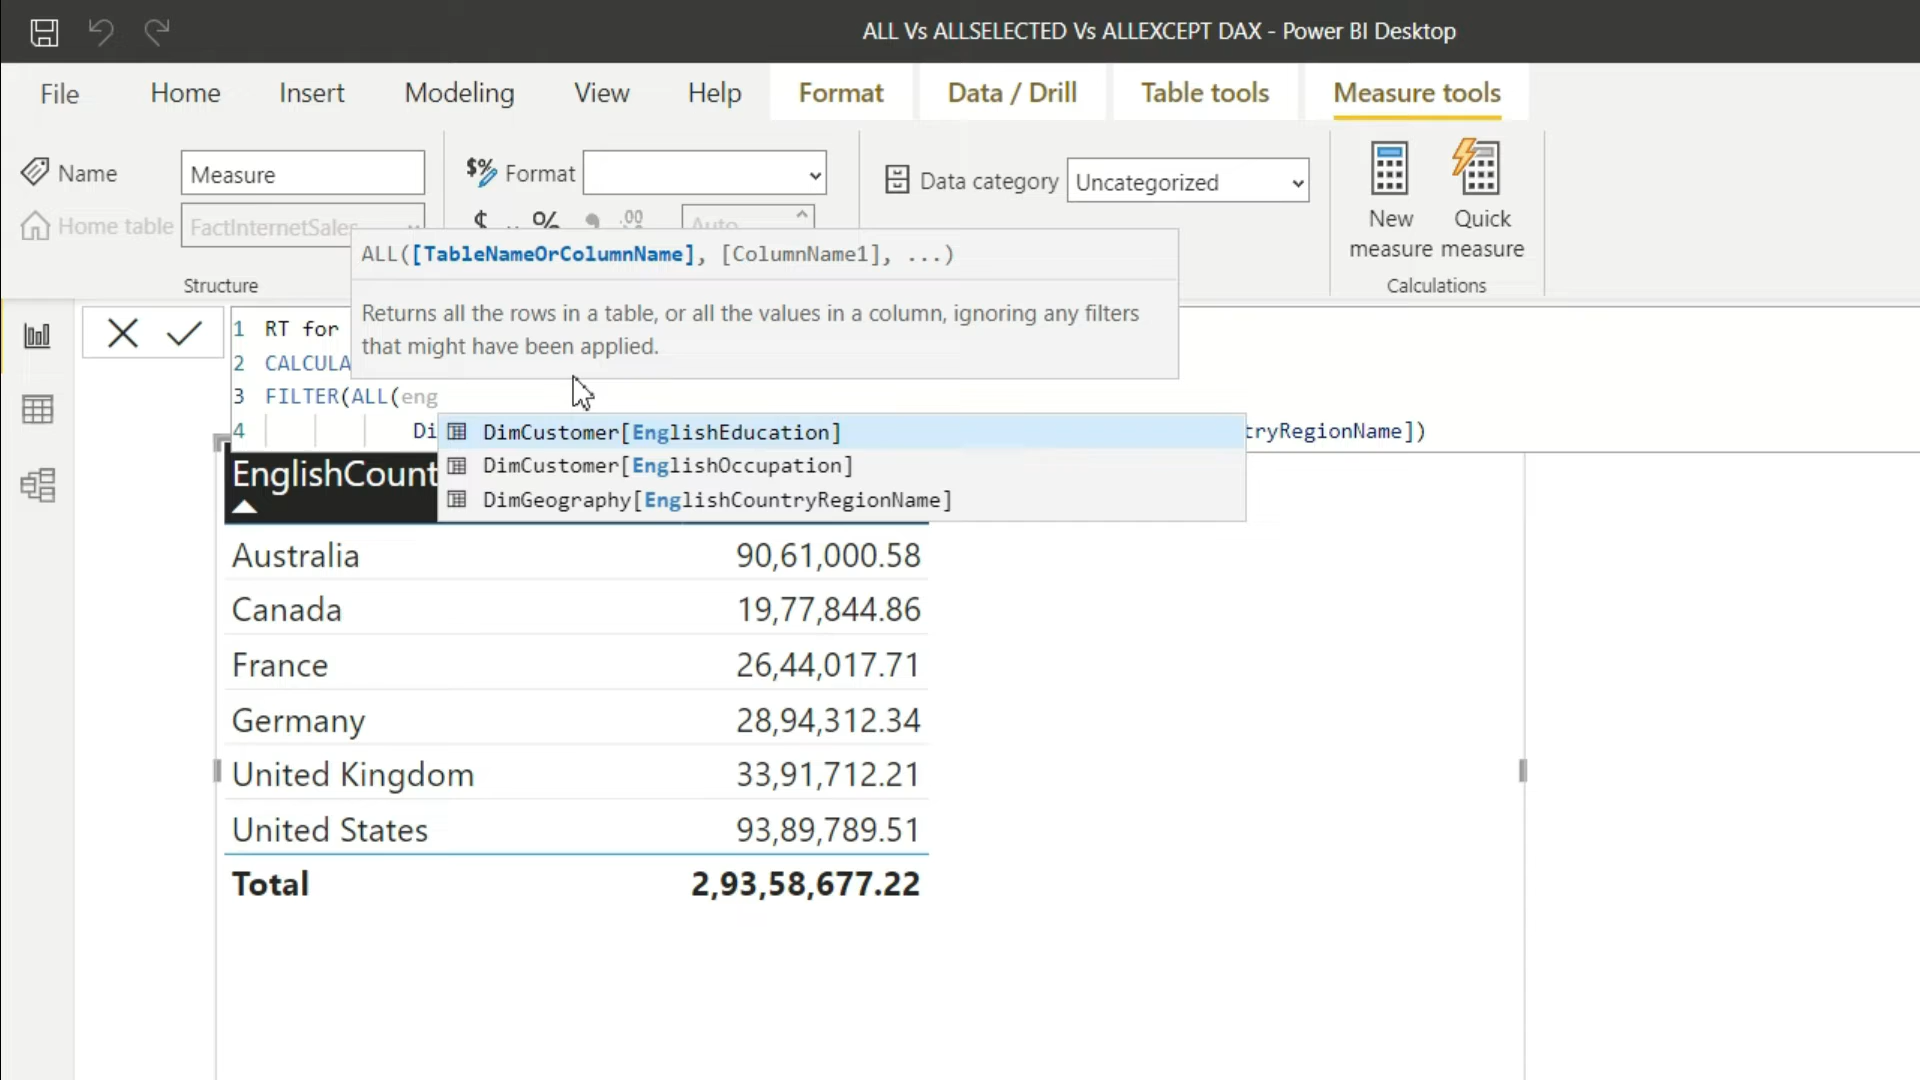 ALL Vs ALLSELECTED Vs ALLEXCEPT DAX - Power BI Desktop
File Home Insert Modeling View Help Format Data / Drill Table tools Measure tools
Name Measure $% Format Data category Uncategorized
Home table FactInternetSales $ % 9 .00 Auto
New measure
Quick measure
Structure
Calculations
ALL([TableNameOrColumnName], [ColumnName1], ...)
Returns all the rows in a table, or all the values in a column, ignoring any filters
that might have been applied.
1 RT for
2 CALCULA
3 FILTER(ALL(eng
4 Di tryRegionName])
DimCustomer[EnglishEducation]
DimCustomer[EnglishOccupation]
DimGeography[EnglishCountryRegionName]
EnglishCount
Australia 90,61,000.58
Canada 19,77,844.86
France 26,44,017.71
Germany 28,94,312.34
United Kingdom 33,91,712.21
United States 93,89,789.51
Total 2,93,58,677.22